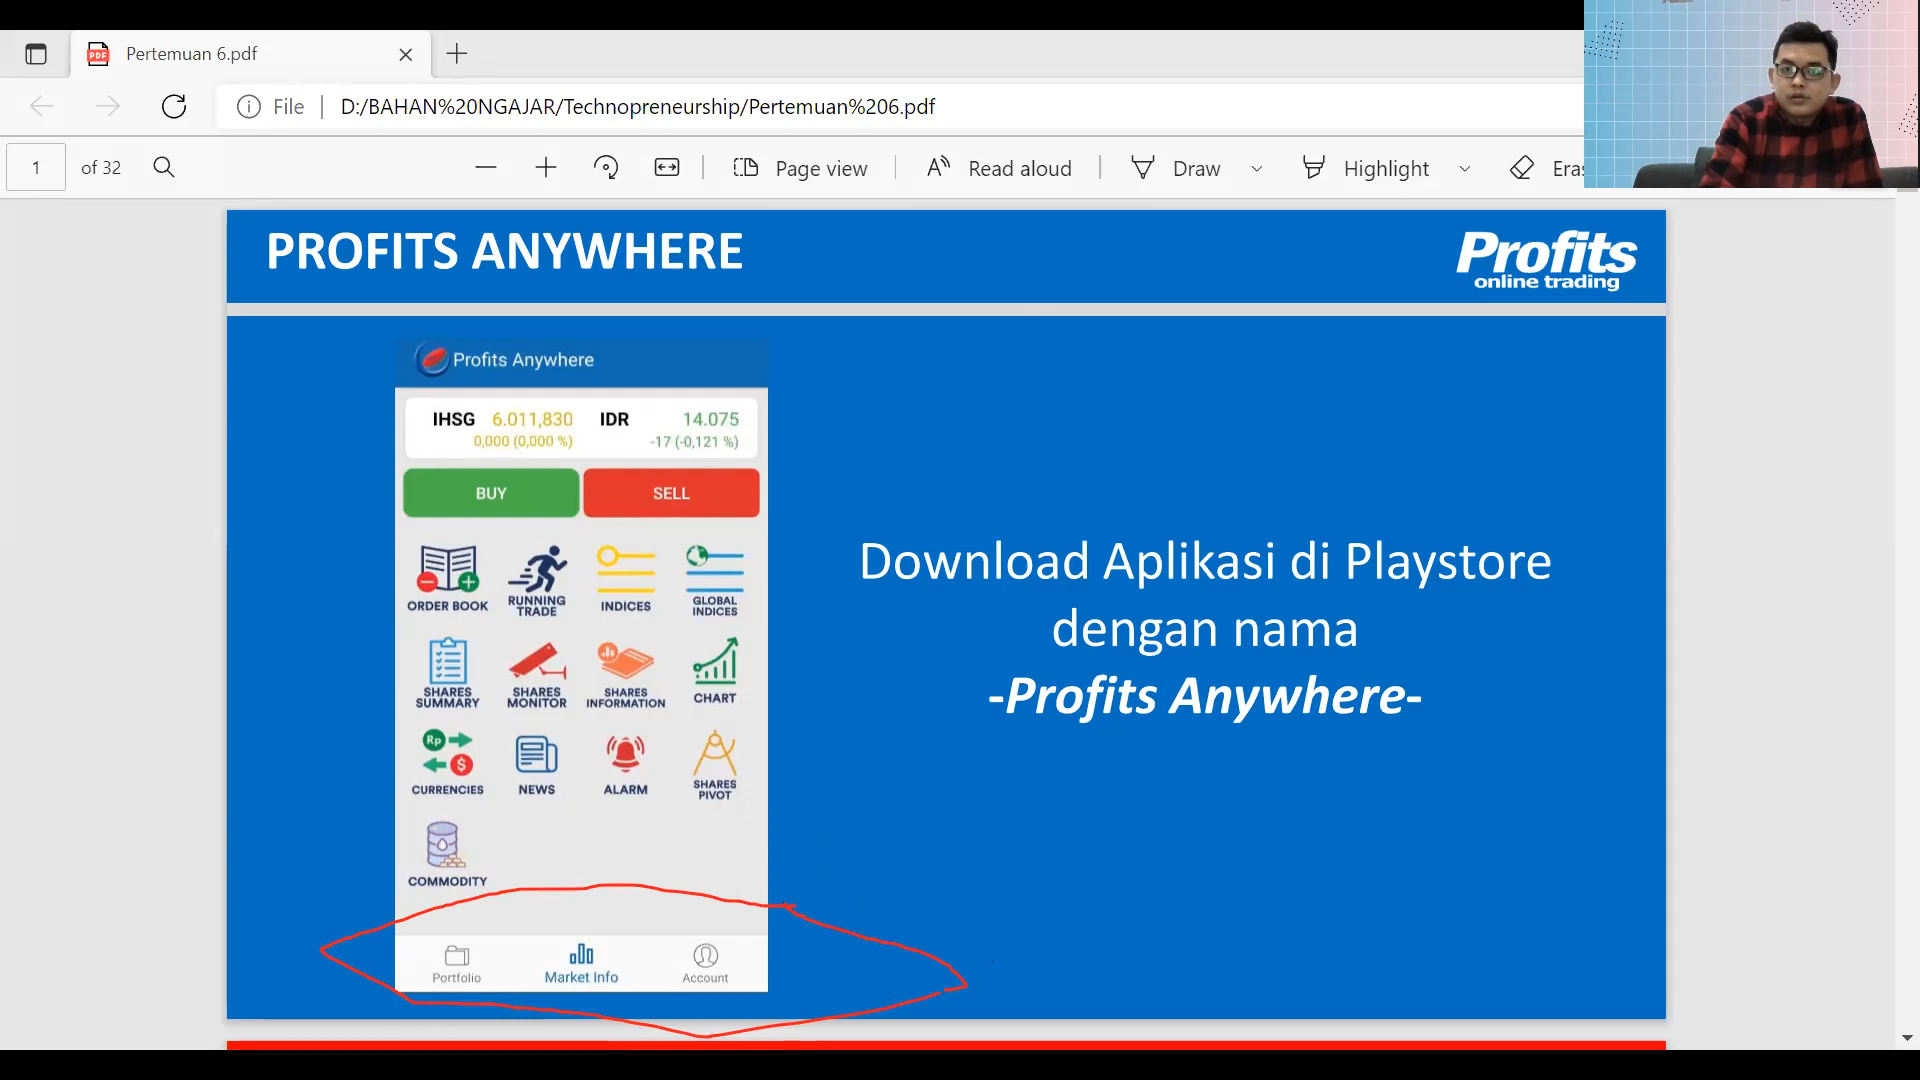 Pertemuan 6.pdf
File
D:/BAHAN%20NGAJAR/Technopreneurship/Pertemuan%206.pdf
1 of 32
Page view
Read aloud
Draw
Highlight
Eras
PROFITS ANYWHERE
Profits
online trading
Profits Anywhere
IHSG 6.011,830 IDR 14.075
0,000 (0,000 %) -17 (-0,121 %)
BUY SELL
ORDER BOOK
RUNNING
TRADE
INDICES
GLOBAL
INDICES
SHARES
SUMMARY
SHARES
MONITOR
SHARES
INFORMATION
CHART
Rp
$
CURRENCIES
NEWS
ALARM
SHARES
PIVOT
COMMODITY
Portfolio
Market Info
Account
Download Aplikasi di Playstore
dengan nama
-Profits Anywhere-